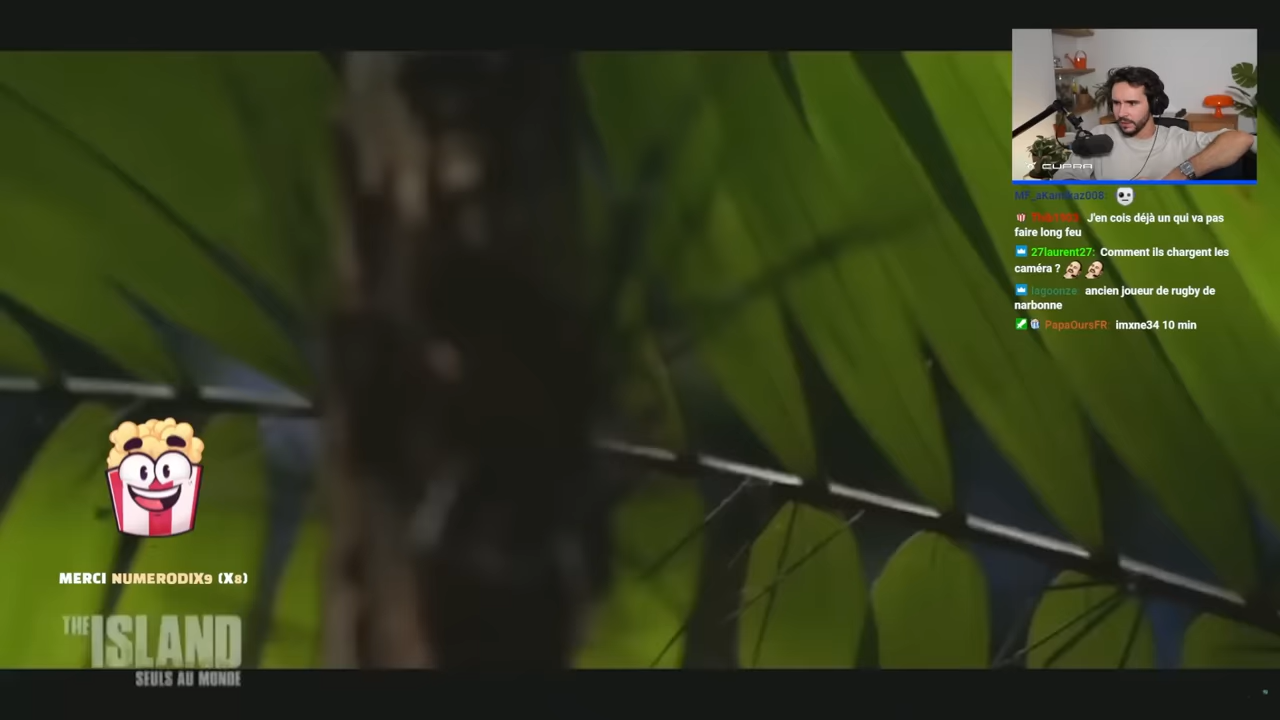 CUPRA
MF_aKamikaz008:
J'en cois déjà un qui va pas
faire long feu
27laurent27: Comment ils chargent les
caméra ?
lagoonze: ancien joueur de rugby de
narbonne
PapaOursFR: imxne34 10 min
MERCI NUMERODIX9 (X8)
THE
ISLAND
SEULS AU MONDE